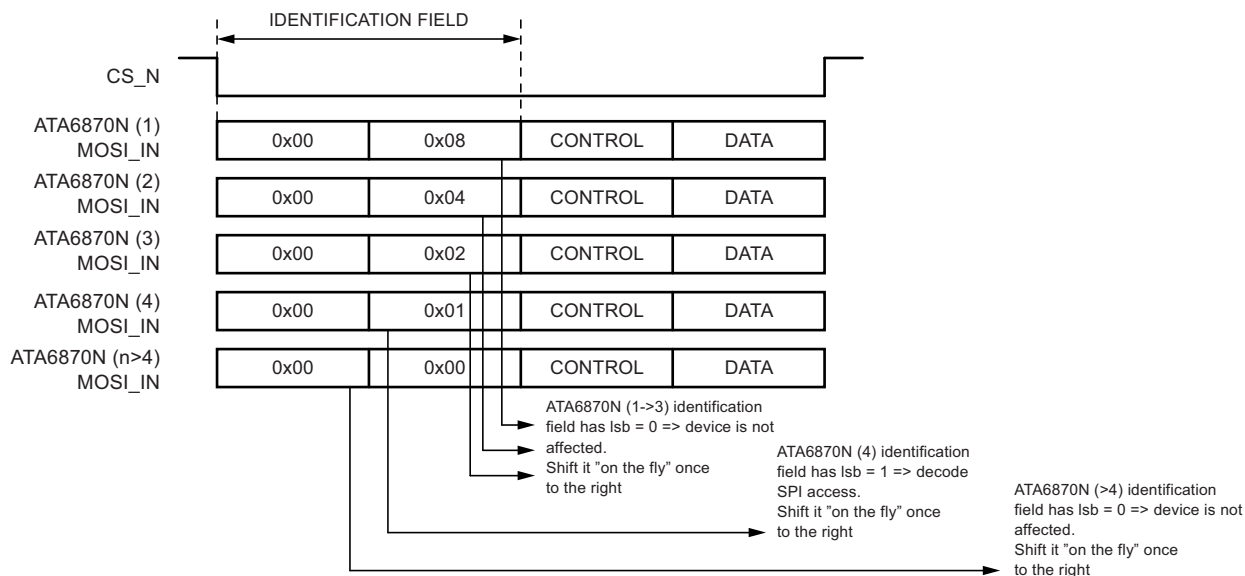 IDENTIFICATION FIELD
CS_N
ATA6870N (1)
MOSI_IN
0x00 0x08 CONTROL DATA
ATA6870N (2)
MOSI_IN
0x00 0x04 CONTROL DATA
ATA6870N (3)
MOSI_IN
0x00 0x02 CONTROL DATA
ATA6870N (4)
MOSI_IN
0x00 0x01 CONTROL DATA
ATA6870N (n>4)
MOSI_IN
0x00 0x00 CONTROL DATA
ATA6870N (1->3) identification
field has lsb = 0 => device is not
affected.
Shift it "on the fly" once
to the right
ATA6870N (4) identification
field has lsb = 1 => decode
SPI access.
Shift it "on the fly" once
to the right
ATA6870N (>4) identification
field has lsb = 0 => device is not
affected.
Shift it "on the fly" once
to the right